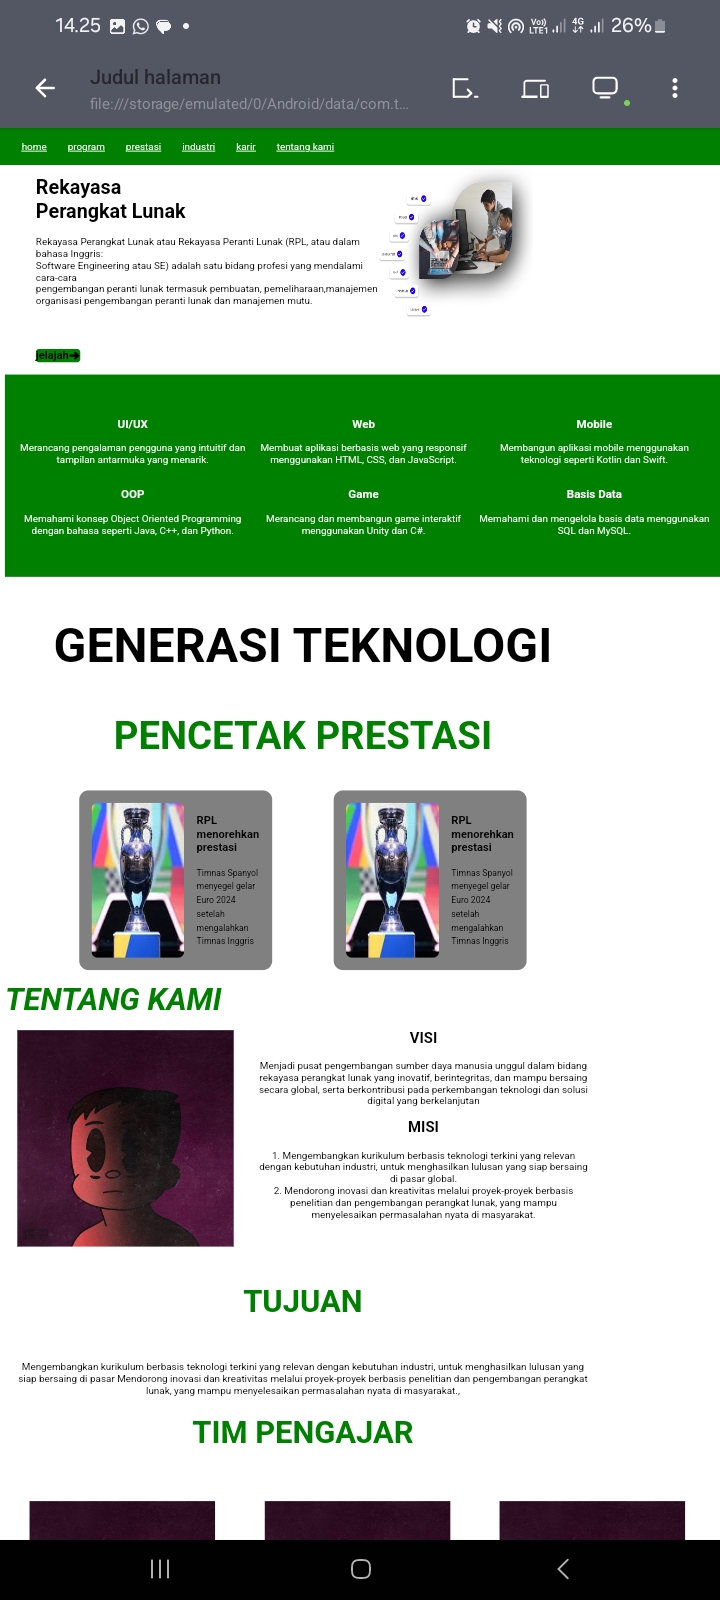 14.25
Vo))
LTE1
4G
26%
Judul halaman
file:///storage/emulated/0/Android/data/com.t...
home program prestasi industri karir tentang kami
Rekayasa
Perangkat Lunak
Rekayasa Perangkat Lunak atau Rekayasa Peranti Lunak (RPL, atau dalam
bahasa Inggris:
Software Engineering atau SE) adalah satu bidang profesi yang mendalami
cara-cara
pengembangan peranti lunak termasuk pembuatan, pemeliharaan,manajemen
organisasi pengembangan peranti lunak dan manajemen mutu.
jelajah➔
UI/UX
Merancang pengalaman pengguna yang intuitif dan
tampilan antarmuka yang menarik.
Web
Membuat aplikasi berbasis web yang responsif
menggunakan HTML, CSS, dan JavaScript.
Mobile
Membangun aplikasi mobile menggunakan
teknologi seperti Kotlin dan Swift.
OOP
Memahami konsep Object Oriented Programming
dengan bahasa seperti Java, C++, dan Python.
Game
Merancang dan membangun game interaktif
menggunakan Unity dan C#.
Basis Data
Memahami dan mengelola basis data menggunakan
SQL dan MySQL.
GENERASI TEKNOLOGI
PENCETAK PRESTASI
RPL
menorehkan
prestasi
Timnas Spanyol
menyegel gelar
Euro 2024
setelah
mengalahkan
Timnas Inggris
RPL
menorehkan
prestasi
Timnas Spanyol
menyegel gelar
Euro 2024
setelah
mengalahkan
Timnas Inggris
TENTANG KAMI
VISI
Menjadi pusat pengembangan sumber daya manusia unggul dalam bidang
rekayasa perangkat lunak yang inovatif, berintegritas, dan mampu bersaing
secara global, serta berkontribusi pada perkembangan teknologi dan solusi
digital yang berkelanjutan
MISI
1. Mengembangkan kurikulum berbasis teknologi terkini yang relevan
dengan kebutuhan industri, untuk menghasilkan lulusan yang siap bersaing
di pasar global.
2. Mendorong inovasi dan kreativitas melalui proyek-proyek berbasis
penelitian dan pengembangan perangkat lunak, yang mampu
menyelesaikan permasalahan nyata di masyarakat.
TUJUAN
Mengembangkan kurikulum berbasis teknologi terkini yang relevan dengan kebutuhan industri, untuk menghasilkan lulusan yang
siap bersaing di pasar Mendorong inovasi dan kreativitas melalui proyek-proyek berbasis penelitian dan pengembangan perangkat
lunak, yang mampu menyelesaikan permasalahan nyata di masyarakat.,
TIM PENGAJAR